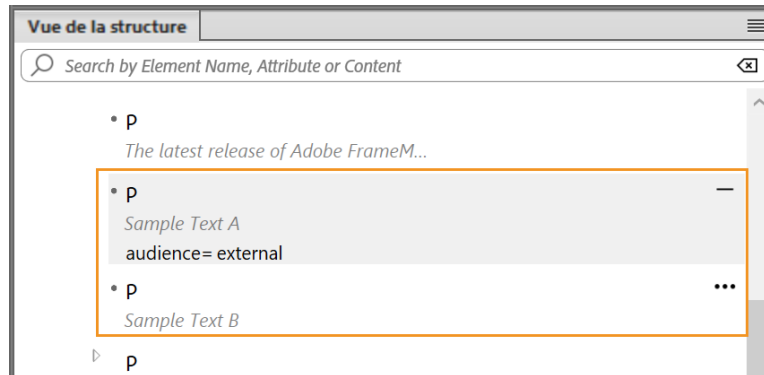 Vue de la structure
Search by Element Name, Attribute or Content
p
The latest release of Adobe FrameM...
p
Sample Text A
audience= external
p
Sample Text B
p